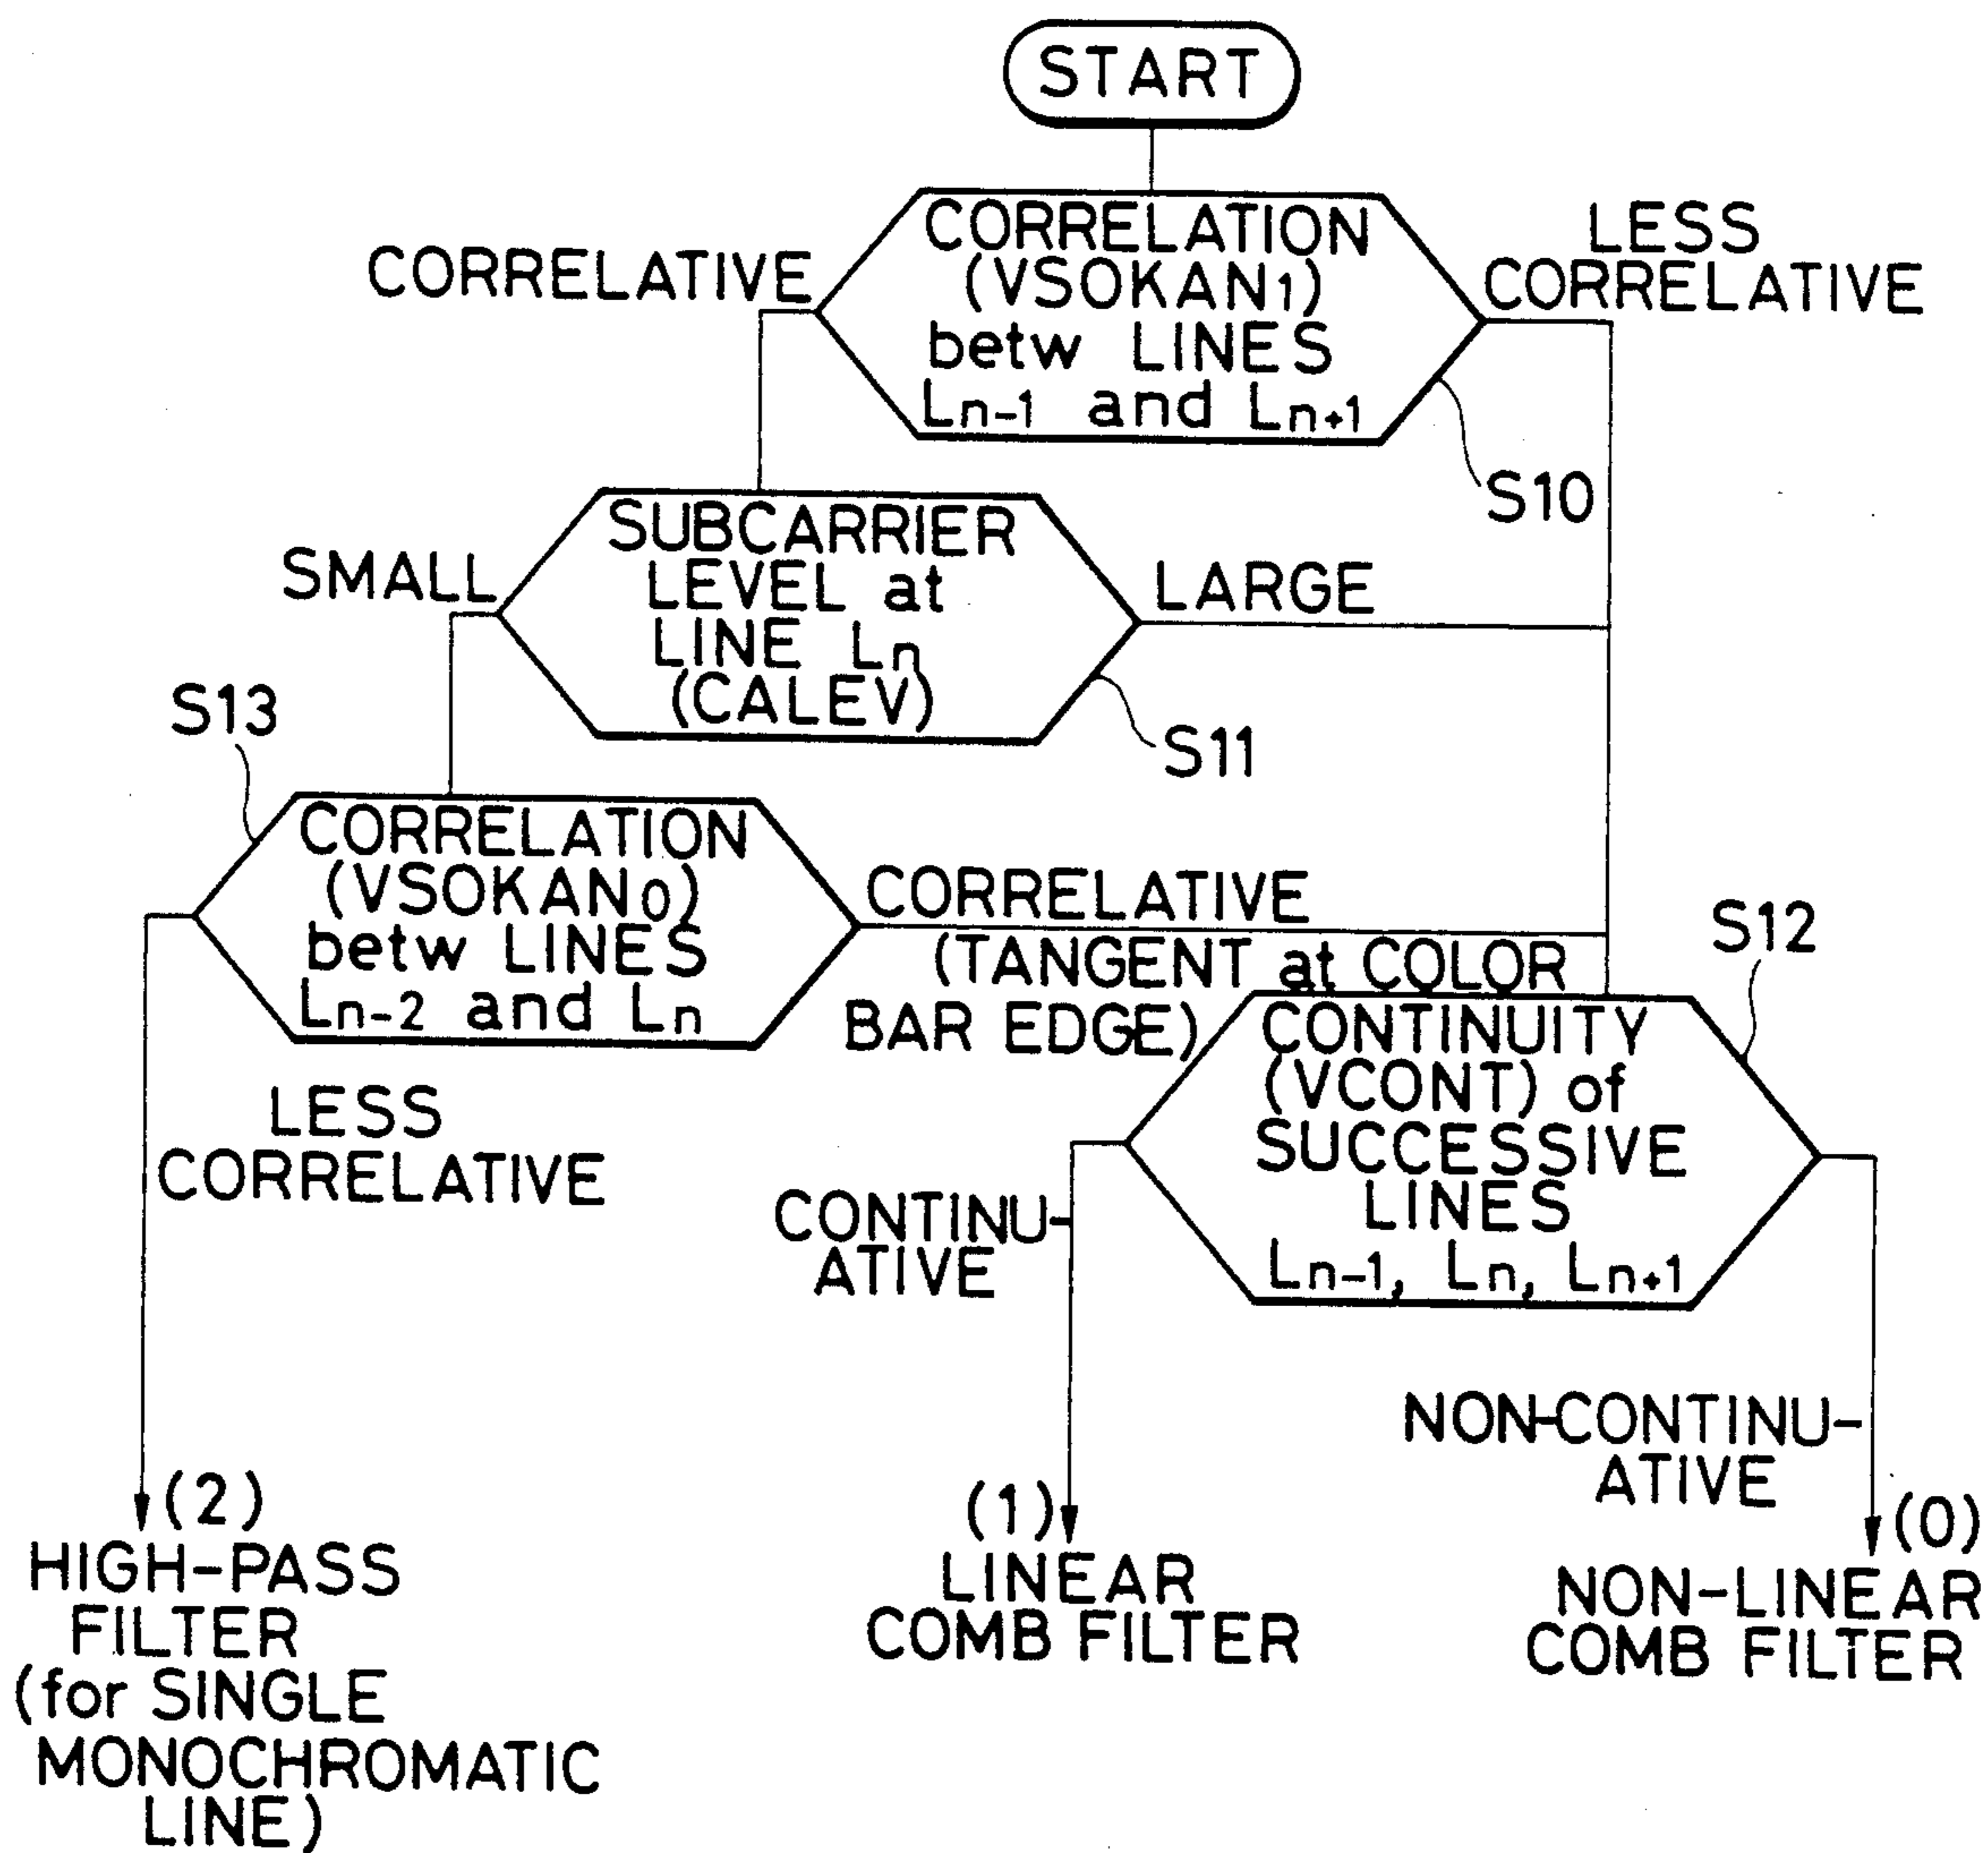 START
CORRELATION
(VSOKAN1)
betw LINES
Ln-1 and Ln+1
CORRELATIVE
LESS
CORRELATIVE
S10
SUBCARRIER
LEVEL at
LINE Ln
(CALEV)
SMALL
LARGE
S11
S13
CORRELATION
(VSOKAN0)
betw LINES
Ln-2 and Ln
CORRELATIVE
(TANGENT at COLOR
BAR EDGE)
S12
CONTINUITY
(VCONT) of
SUCCESSIVE
LINES
Ln-1, Ln, Ln+1
LESS
CORRELATIVE
CONTINU-
ATIVE
NON-CONTINU-
ATIVE
(2)
HIGH-PASS
FILTER
(for SINGLE
MONOCHROMATIC
LINE)
(1)
LINEAR
COMB FILTER
(0)
NON-LINEAR
COMB FILTER